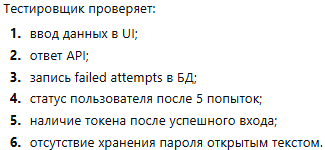 Тестировщик проверяет:
1. ввод данных в UI;
2. ответ API;
3. запись failed attempts в БД;
4. статус пользователя после 5 попыток;
5. наличие токена после успешного входа;
6. отсутствие хранения пароля открытым текстом.